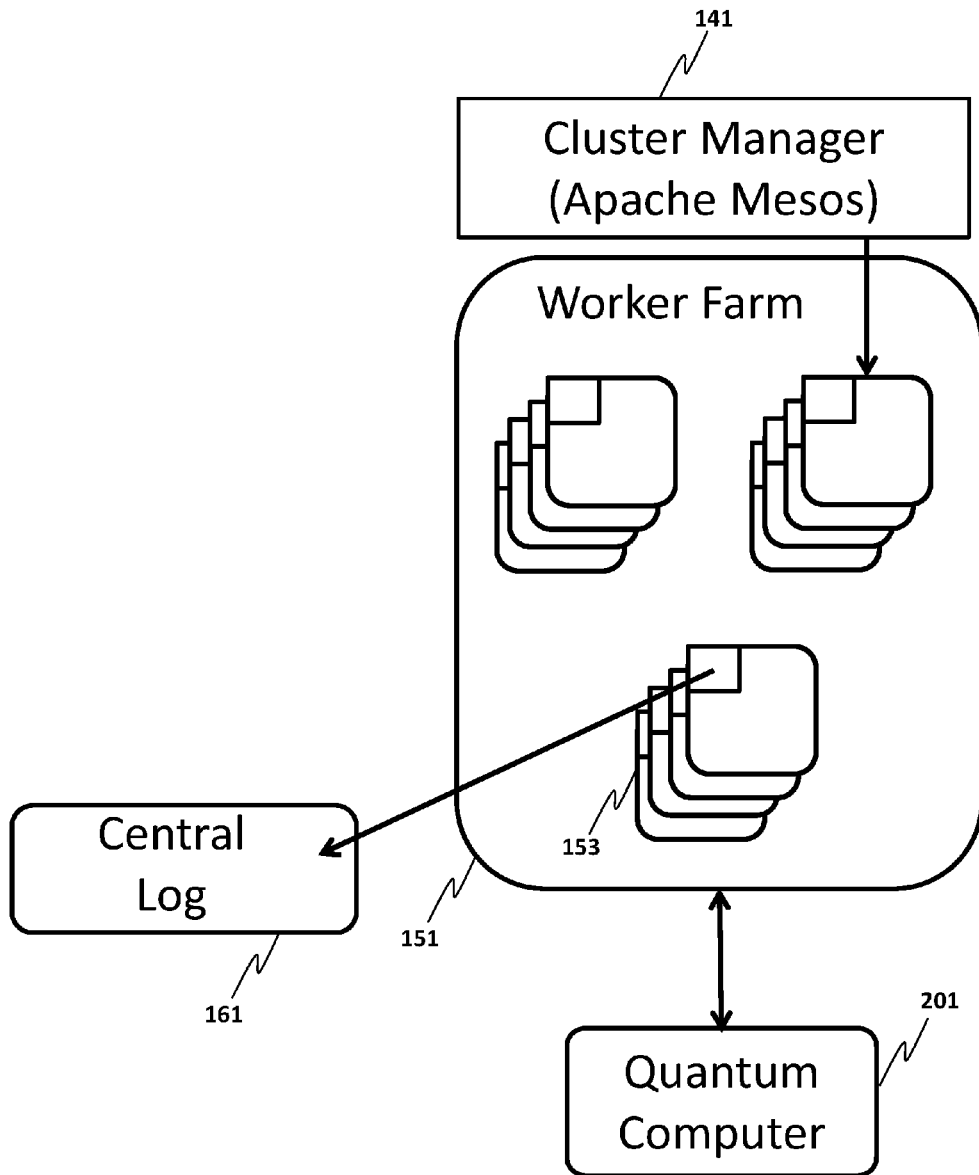 141
Cluster Manager
(Apache Mesos)
Worker Farm
153
Central
Log
151
161
201
Quantum
Computer